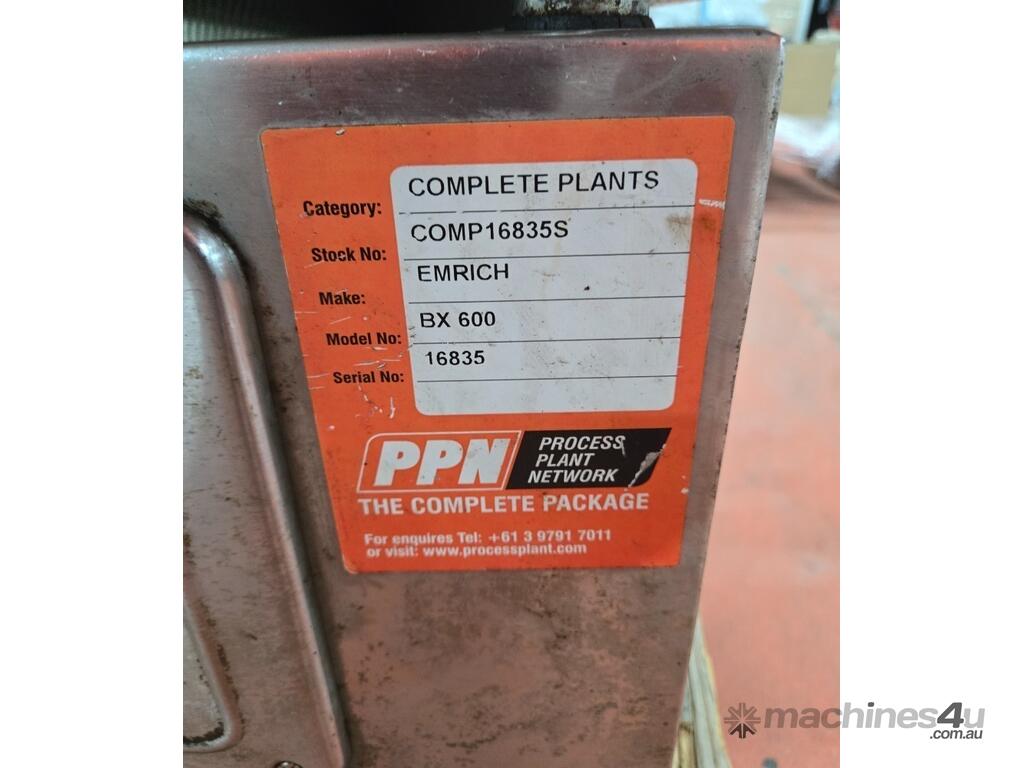 Category: COMPLETE PLANTS
Stock No: COMP16835S
Make: EMRICH
Model No: BX 600
Serial No: 16835
PPN PROCESS
PLANT
NETWORK
THE COMPLETE PACKAGE
For enquires Tel: +61 3 9791 7011
or visit: www.processplant.com
machines4u
.com.au